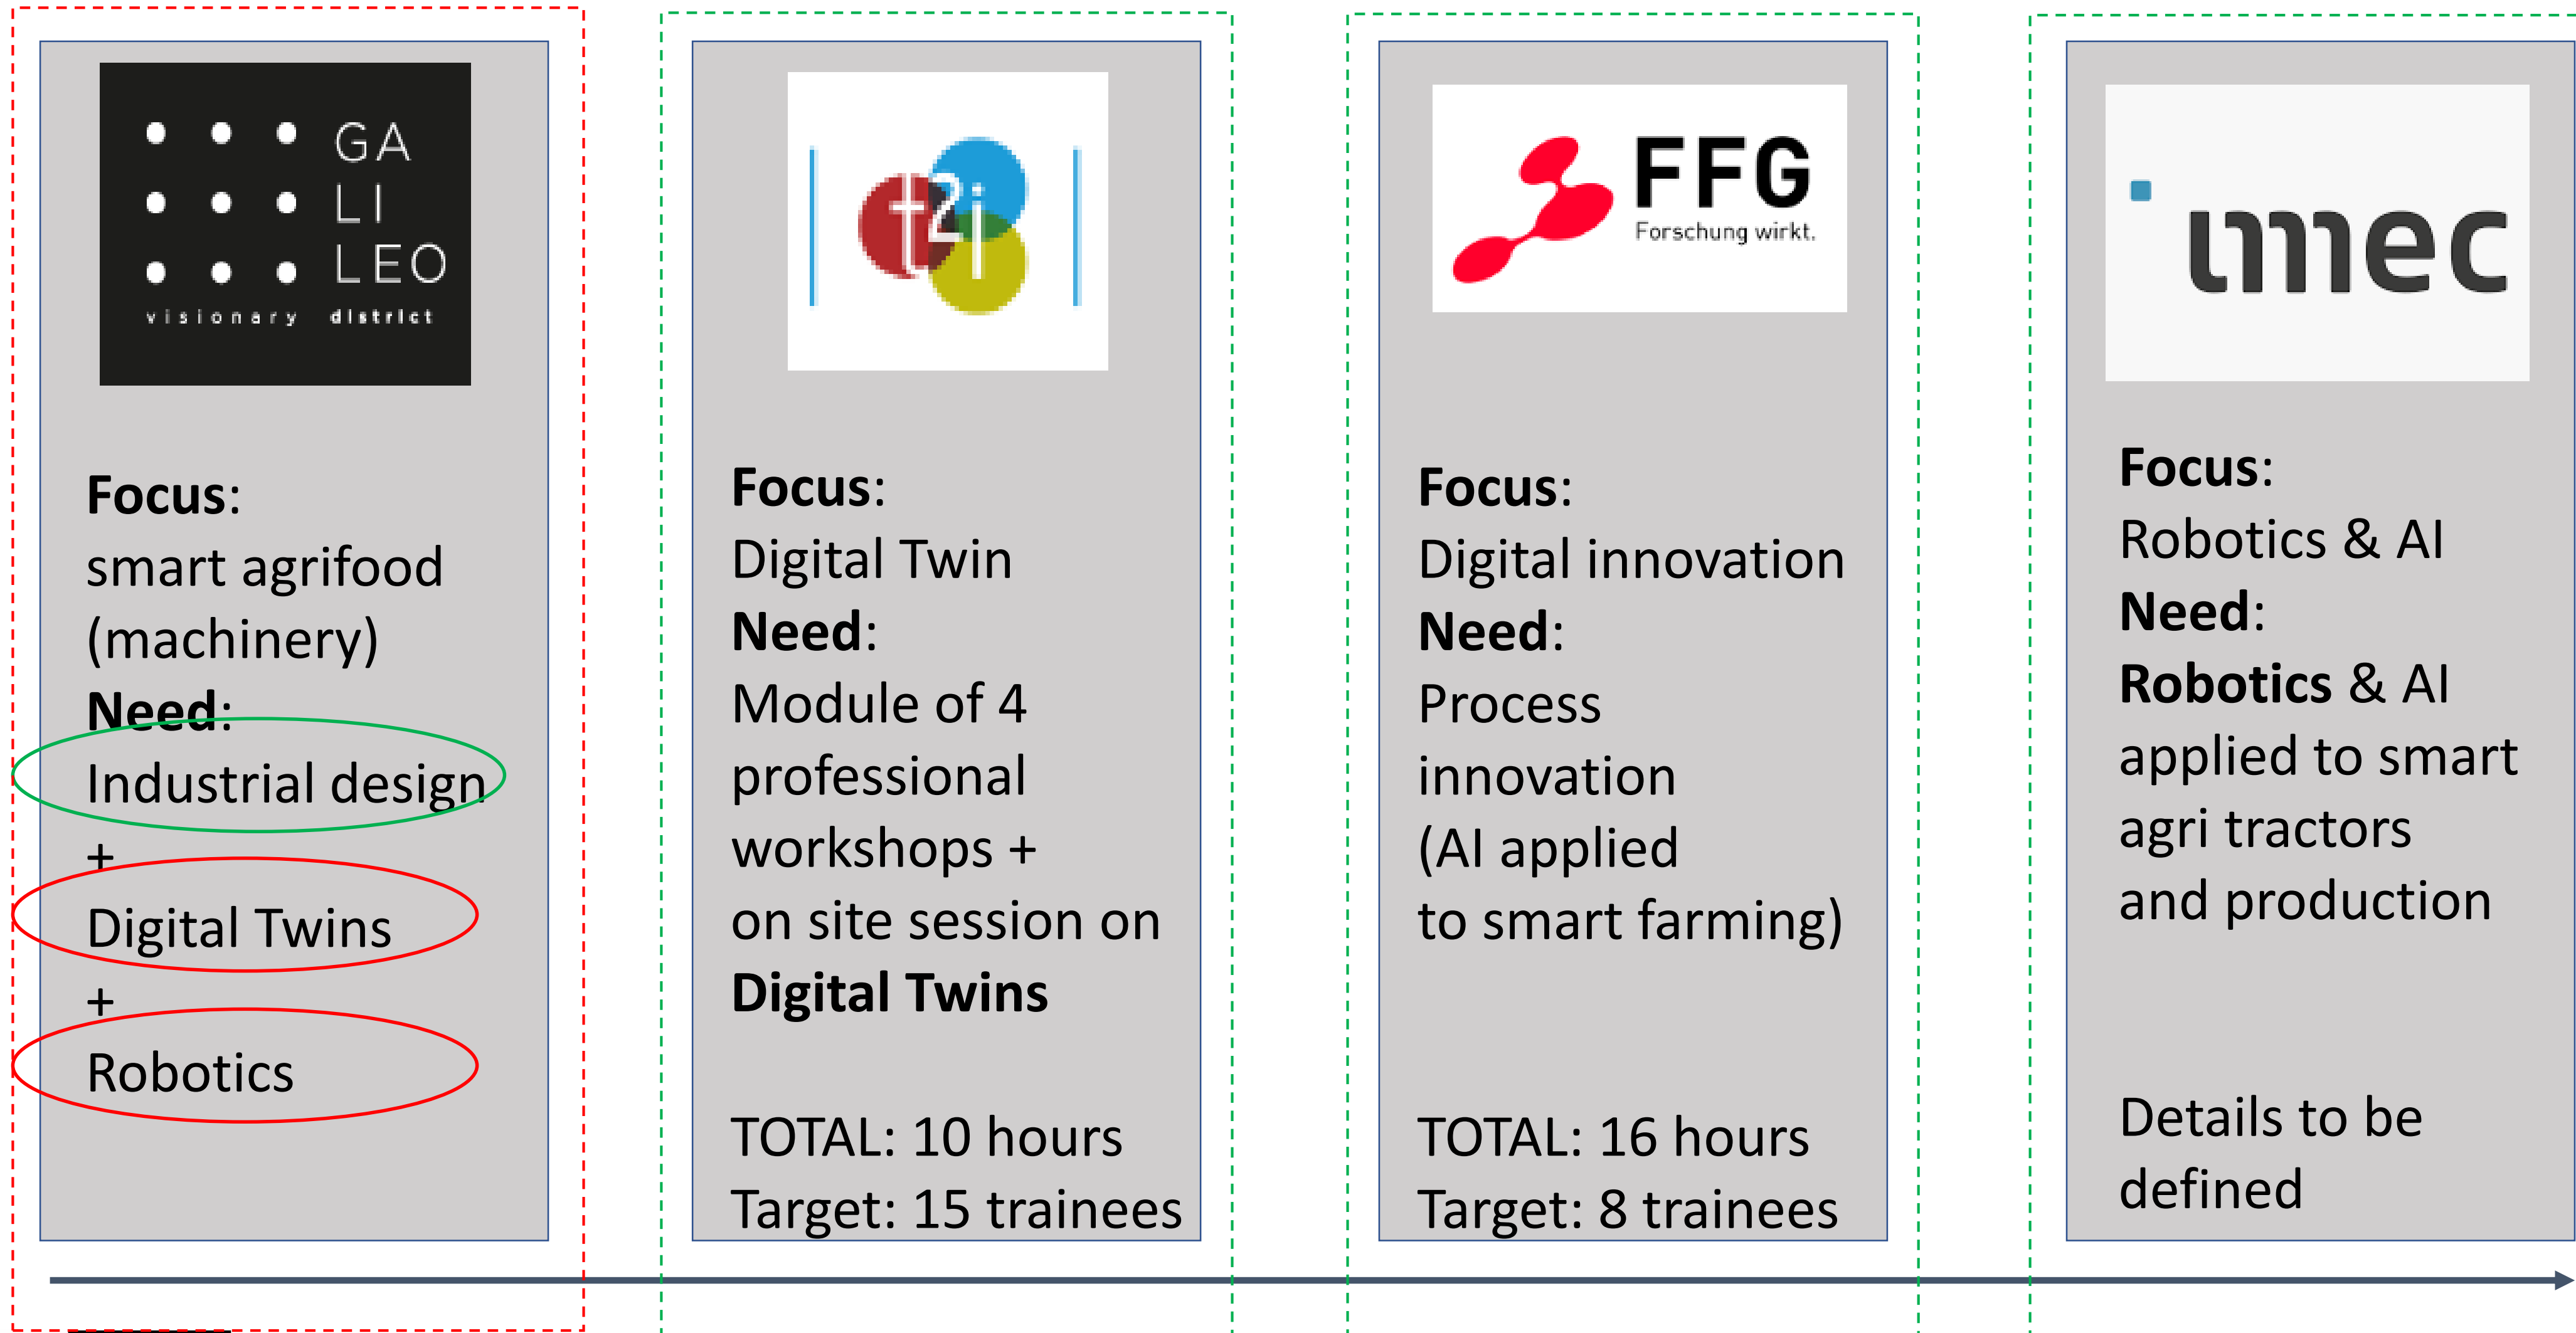 GA
LI
LEO
visionary district
Focus:
smart agrifood
(machinery)
Need:
Industrial design
+
Digital Twins
+
Robotics
t2i
Focus:
Digital Twin
Need:
Module of 4
professional
workshops +
on site session on
Digital Twins
TOTAL: 10 hours
Target: 15 trainees
FFG
Forschung wirkt.
Focus:
Digital innovation
Need:
Process
innovation
(AI applied
to smart farming)
TOTAL: 16 hours
Target: 8 trainees
imec
Focus:
Robotics & AI
Need:
Robotics & AI
applied to smart
agri tractors
and production
Details to be
defined